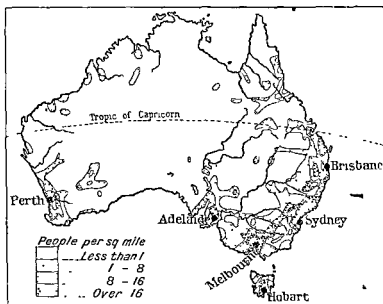 Tropic of Capricorn
Brisbane
Perth
Adelaide
Sydney
Melbourne
Hobart
People per sq mile
Less than 1
1 - 8
8 - 16
Over 16